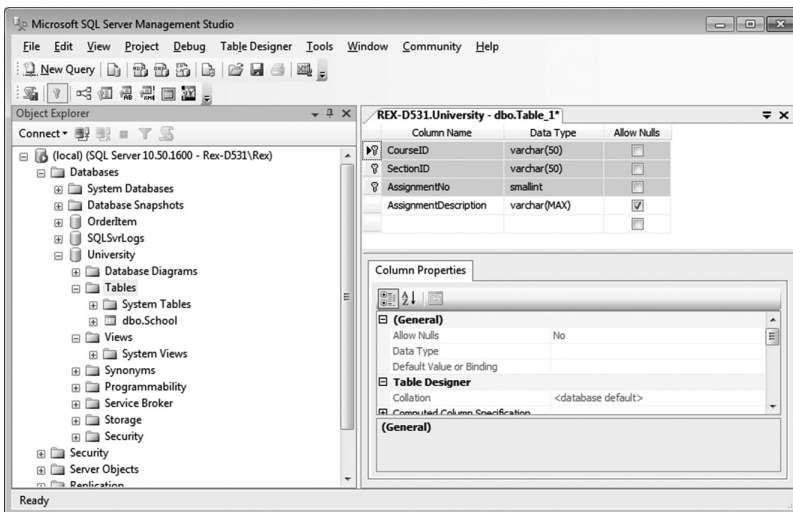 Microsoft SQL Server Management Studio
File Edit View Project Debug Table Designer Tools Window Community Help
New Query
Object Explorer
Connect
(local) (SQL Server 10.50.1600 - Rex-D531\Rex)
Databases
System Databases
Database Snapshots
OrderItem
SQLSvrLogs
University
Database Diagrams
Tables
System Tables
dbo.School
Views
System Views
Synonyms
Programmability
Service Broker
Storage
Security
Security
Server Objects
Replication
REX-D531.University - dbo.Table_1*
Column Name Data Type Allow Nulls
CourseID varchar(50)
SectionID varchar(50)
AssignmentNo smallint
AssignmentDescription varchar(MAX)
Column Properties
(General)
Allow Nulls No
Data Type
Default Value or Binding
Table Designer
Collation <database default>
Computed Column Specification
(General)
Ready